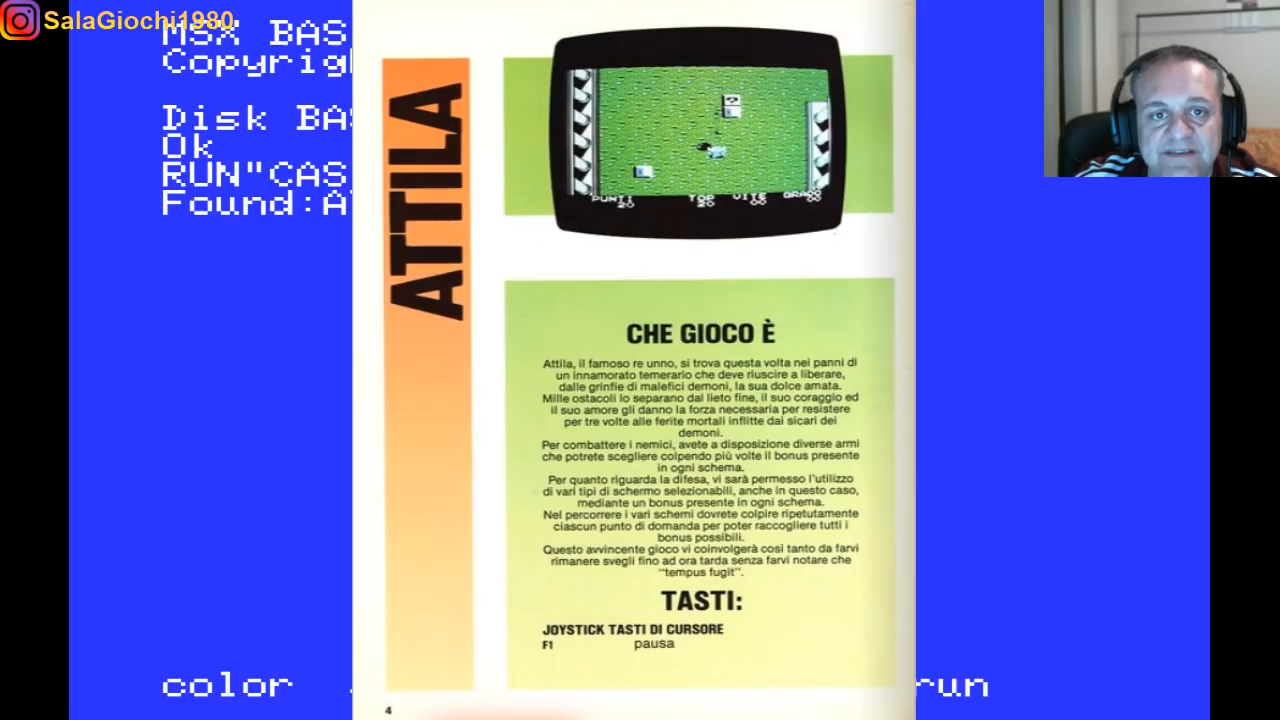 SalaGiochi1980
MSX BAS
Copyrigh
Disk BAS
Ok
RUN"CAS
Found:A
color
run
ATTILA
PUNTI TOP VITE
20 20 00 00
CHE GIOCO È
Attila, il famoso re unno, si trova questa volta nei panni di
un innamorato temerario che deve riuscire a liberare,
dalle grinfie di malefici demoni, la sua dolce amata.
Mille ostacoli lo separano dal lieto fine, il suo coraggio ed
il suo amore gli danno la forza necessaria per resistere
per tre volte alle ferite mortali inflitte dai sicari dei
demoni.
Per combattere i nemici, avete a disposizione diverse armi
che potrete scegliere colpendo più volte il bonus presente
in ogni schema.
Per quanto riguarda la difesa, vi sarà permesso l'utilizzo
di vari tipi di schermo selezionabili, anche in questo caso,
mediante un bonus presente in ogni schema.
Nel percorrere i vari schemi dovrete colpire ripetutamente
ciascun punto di domanda per poter raccogliere tutti i
bonus possibili.
Questo avvincente gioco vi coinvolgerà così tanto da farvi
rimanere svegli fino ad ora tarda senza farvi notare che
"tempus fugit".
TASTI:
JOYSTICK TASTI DI CURSORE
F1 pausa
4